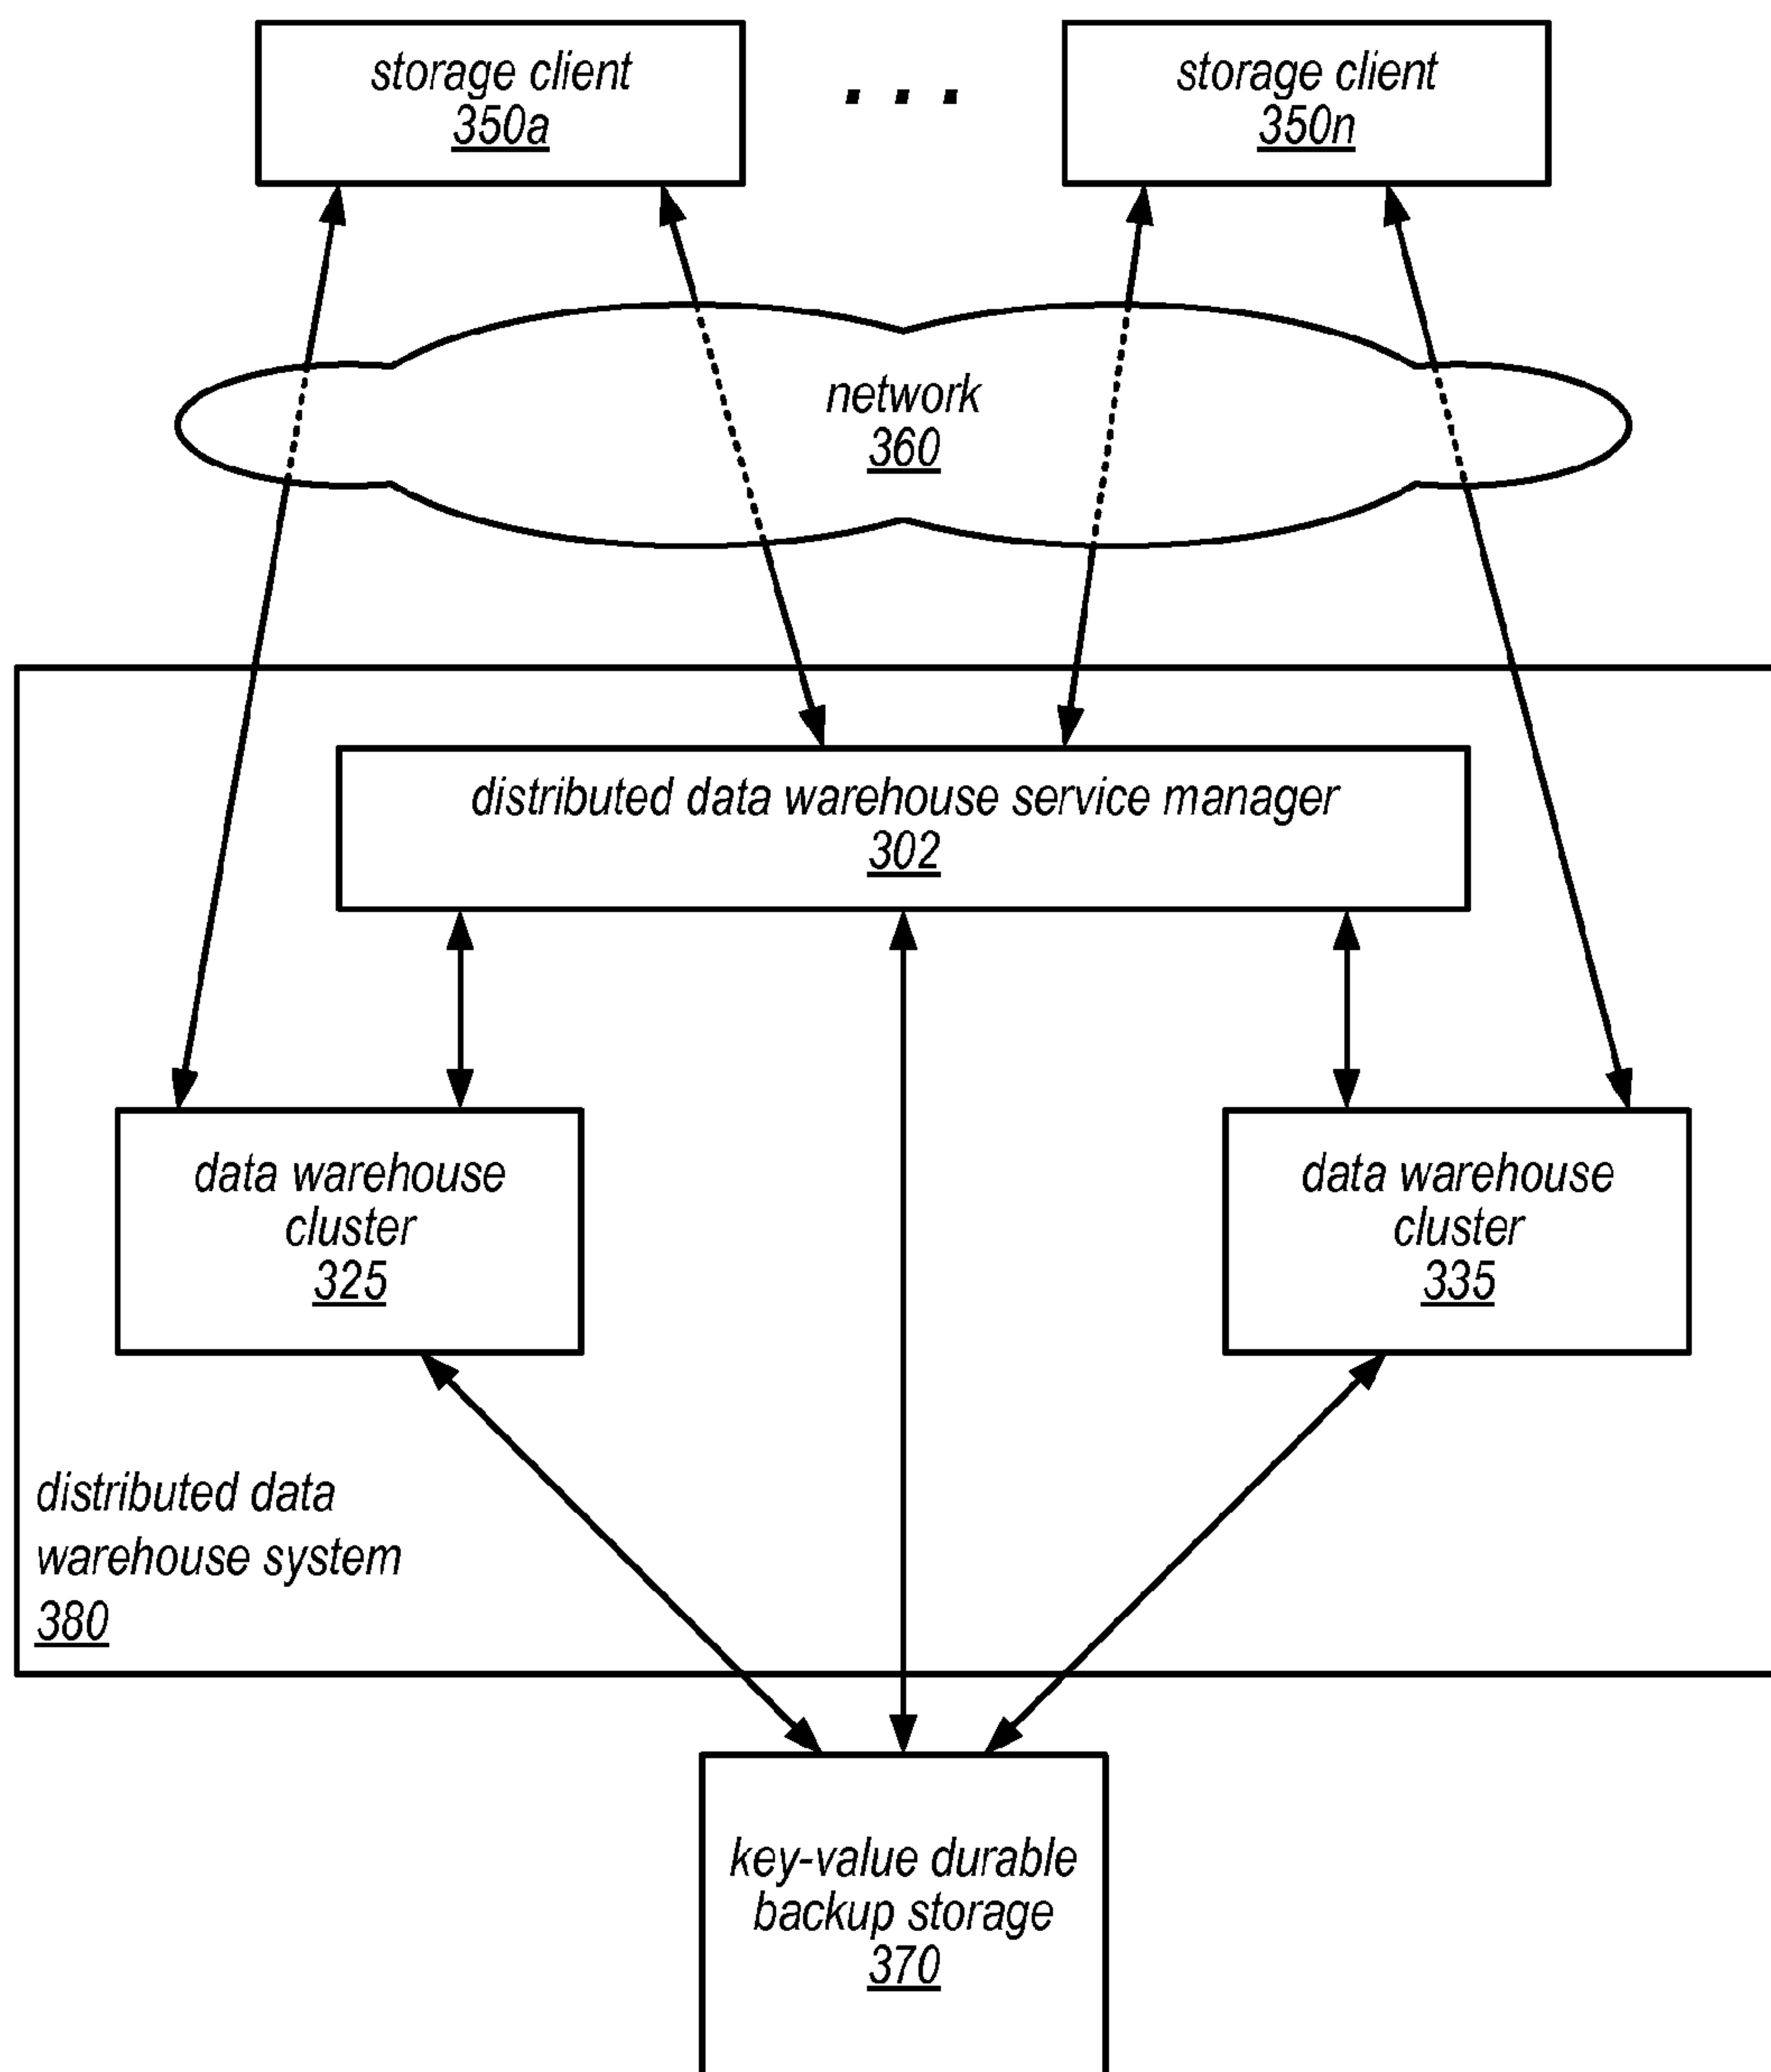 storage client
350a
. . .
storage client
350n
network
360
distributed data warehouse service manager
302
data warehouse
cluster
325
data warehouse
cluster
335
distributed data
warehouse system
380
key-value durable
backup storage
370